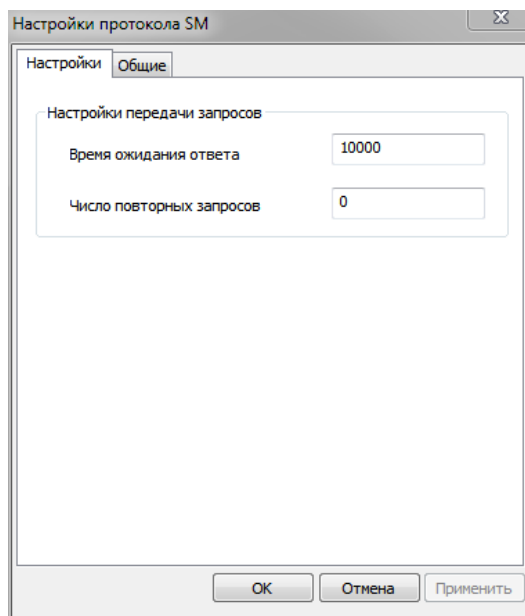 Настройки протокола SM
Настройки Общие
Настройки передачи запросов
Время ожидания ответа 10000
Число повторных запросов 0
OK Отмена Применить